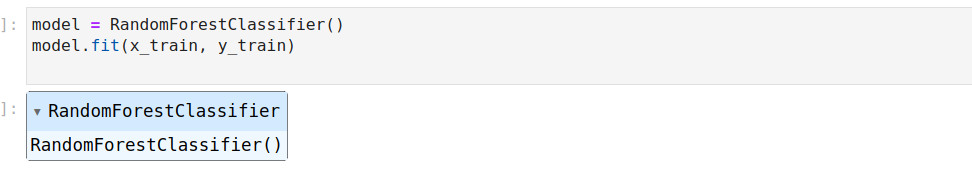 ]: model = RandomForestClassifier()
model.fit(x_train, y_train)
]: ▾ RandomForestClassifier
RandomForestClassifier()